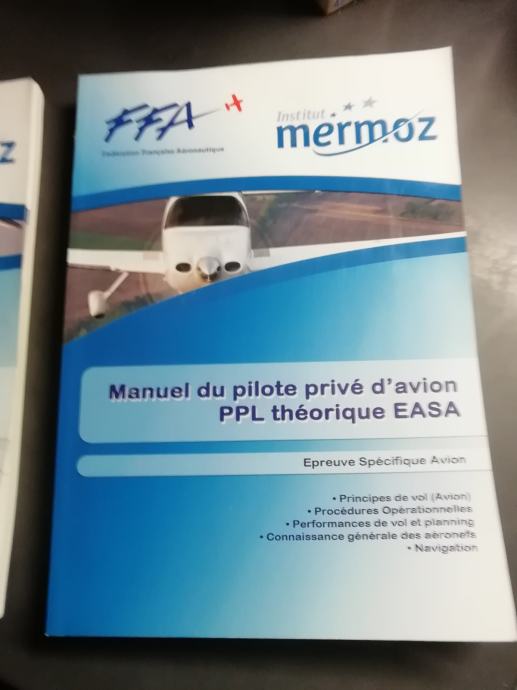 FFA
Fédération Française Aéronautique
Institut
mermoz
z
Manuel du pilote privé d'avion
PPL théorique EASA
Epreuve Spécifique Avion
• Principes de vol (Avion)
• Procédures Opérationnelles
• Performances de vol et planning
• Connaissance générale des aéronefs
• Navigation